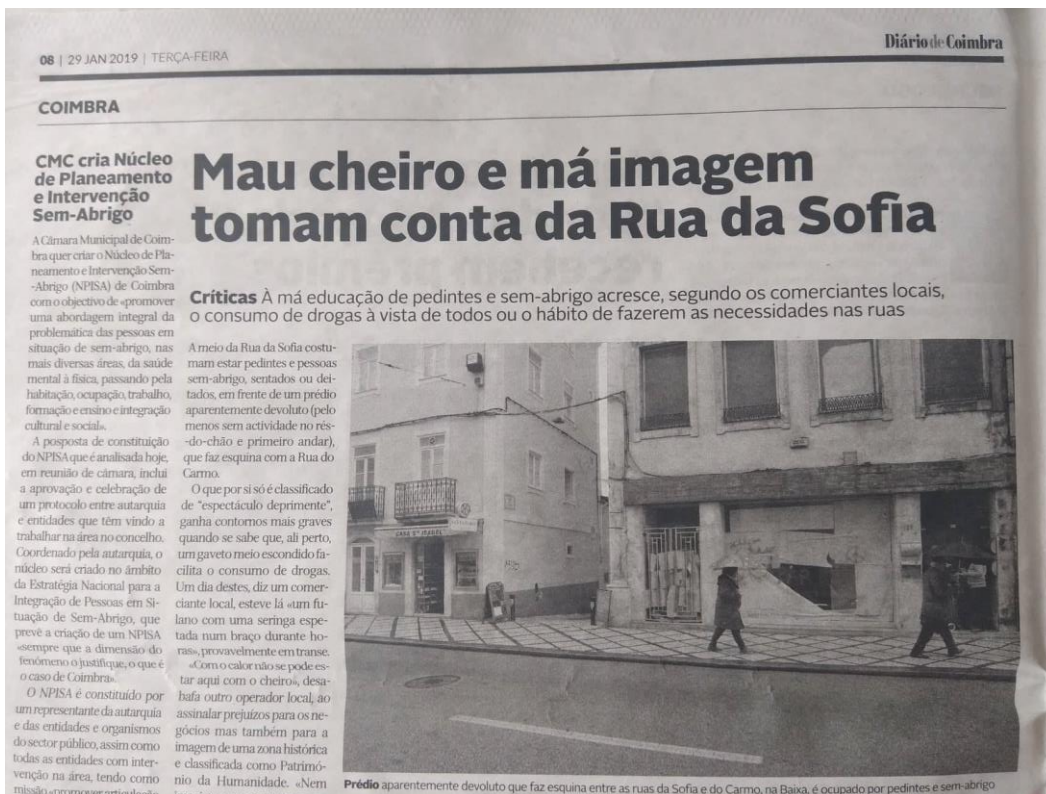 08 | 29 JAN 2019 | TERÇA-FEIRA
Diário de Coimbra
COIMBRA
CMC cria Núcleo
de Planeamento
e Intervenção
Sem-Abrigo
A Câmara Municipal de Coim-
bra quer criar o Núcleo de Pla-
neamento e Intervenção Sem-
-Abrigo (NPISA) de Coimbra
com o objectivo de «promover
uma abordagem integral da
problemática das pessoas em
situação de sem-abrigo, nas
mais diversas áreas, da saúde
mental à física, passando pela
habitação, ocupação, trabalho,
formação e ensino e integração
cultural e social».
A posposta de constituição
do NPISA que é analisada hoje,
em reunião de câmara, inclui
a aprovação e celebração de
um protocolo entre autarquia
e entidades que têm vindo a
trabalhar na área no concelho.
Coordenado pela autarquia, o
núcleo será criado no âmbito
da Estratégia Nacional para a
Integração de Pessoas em Si-
tuação de Sem-Abrigo, que
prevê a criação de um NPISA
«sempre que a dimensão do
fenómeno o justifique, o que é
o caso de Coimbra».
O NPISA é constituído por
um representante da autarquia
e das entidades e organismos
do sector público, assim como
todas as entidades com inter-
venção na área, tendo como
missão «promover articulação
Mau cheiro e má imagem
tomam conta da Rua da Sofia
Críticas À má educação de pedintes e sem-abrigo acresce, segundo os comerciantes locais,
o consumo de drogas à vista de todos ou o hábito de fazerem as necessidades nas ruas
A meio da Rua da Sofia costu-
mam estar pedintes e pessoas
sem-abrigo, sentados ou dei-
tados, em frente de um prédio
aparentemente devoluto (pelo
menos sem actividade no rés-
-do-chão e primeiro andar),
que faz esquina com a Rua do
Carmo.
O que por si só é classificado
de "espectáculo deprimente",
ganha contornos mais graves
quando se sabe que, ali perto,
um gaveto meio escondido fa-
cilita o consumo de drogas.
Um dia destes, diz um comer-
ciante local, esteve lá «um fu-
lano com uma seringa espe-
tada num braço durante ho-
ras», provavelmente em transe.
«Com o calor não se pode es-
tar aqui com o cheiro», desa-
bafa outro operador local, ao
assinalar prejuízos para os ne-
gócios mas também para a
imagem de uma zona histórica
e classificada como Patrimó-
nio da Humanidade. «Nem
Prédio aparentemente devoluto que faz esquina entre as ruas da Sofia e do Carmo, na Baixa, é ocupado por pedintes e sem-abrigo